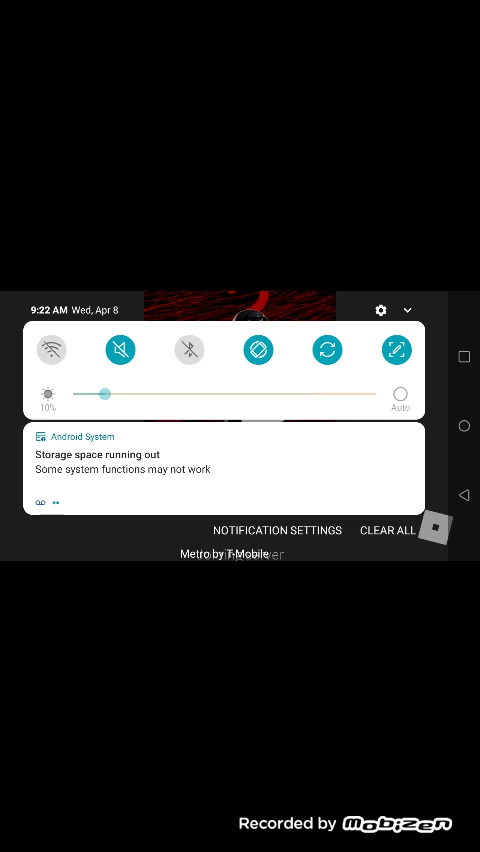 9:22 AM Wed, Apr 8
10%
Auto
Android System
Storage space running out
Some system functions may not work
NOTIFICATION SETTINGS CLEAR ALL
Metro by T-Mobile
server
Recorded by Mobizen